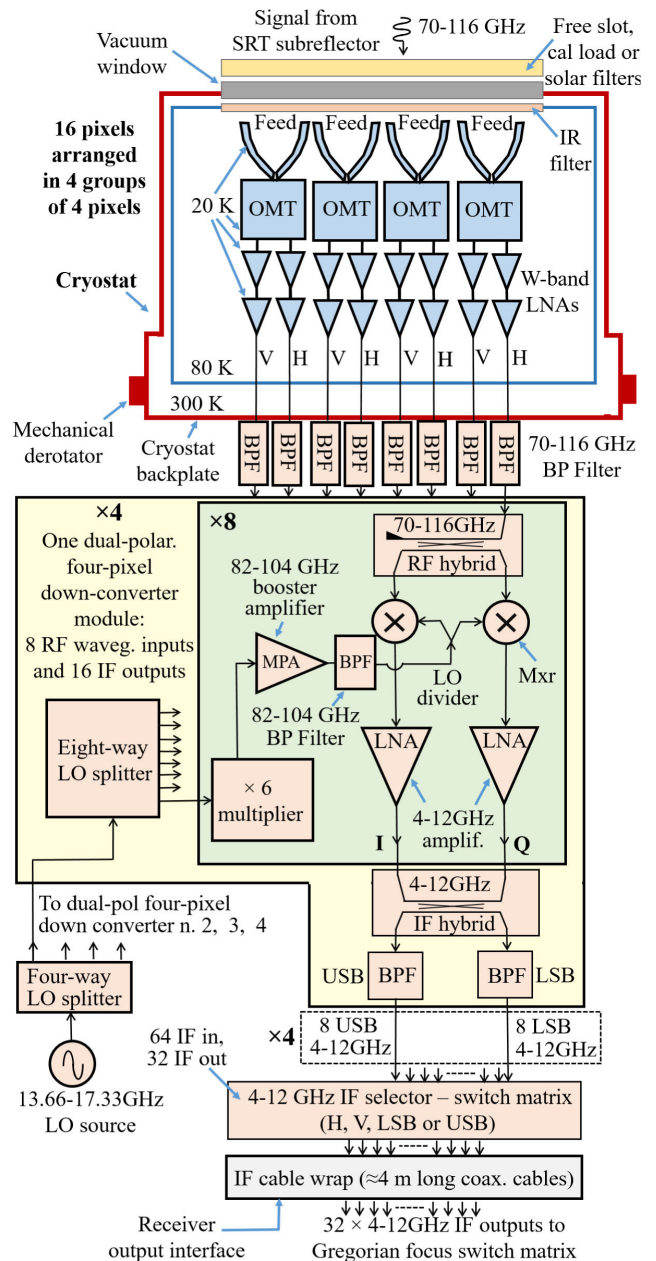 Signal from
SRT subreflector
70-116 GHz
Free slot,
cal load or
solar filters
Vacuum
window
16 pixels
arranged
in 4 groups
of 4 pixels
Feed Feed Feed Feed
IR
filter
20 K
OMT OMT OMT OMT
Cryostat
W-band
LNAs
V H V H V H V H
80 K
300 K
Mechanical
derotator
Cryostat
backplate
BPF BPF BPF BPF BPF BPF BPF BPF
70-116 GHz
BP Filter
×4
One dual-polar.
four-pixel
down-converter
module:
8 RF waveg. inputs
and 16 IF outputs
×8
70-116GHz
RF hybrid
82-104 GHz
booster
amplifier
MPA
BPF
LO
divider
Mxr
82-104 GHz
BP Filter
Eight-way
LO splitter
× 6
multiplier
LNA LNA
4-12GHz
amplif.
I Q
4-12GHz
IF hybrid
To dual-pol four-pixel
down converter n. 2, 3, 4
Four-way
LO splitter
USB BPF BPF LSB
13.66-17.33GHz
LO source
64 IF in,
32 IF out
×4
8 USB
4-12GHz
8 LSB
4-12GHz
4-12 GHz IF selector – switch matrix
(H, V, LSB or USB)
IF cable wrap (≈4 m long coax. cables)
Receiver
output interface
32 × 4-12GHz IF outputs to
Gregorian focus switch matrix